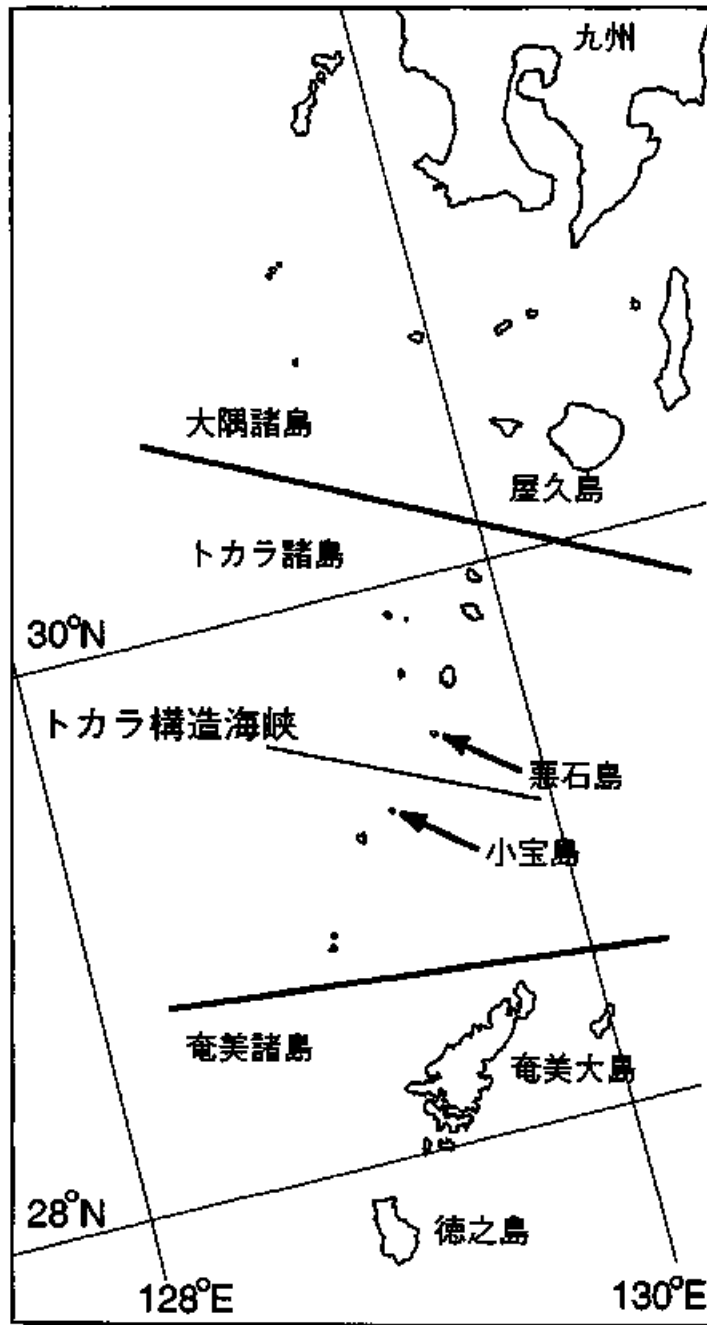 九州
大隅諸島
屋久島
トカラ諸島
30°N
トカラ構造海峡
悪石島
小宝島
奄美諸島
奄美大島
28°N
徳之島
128°E
130°E